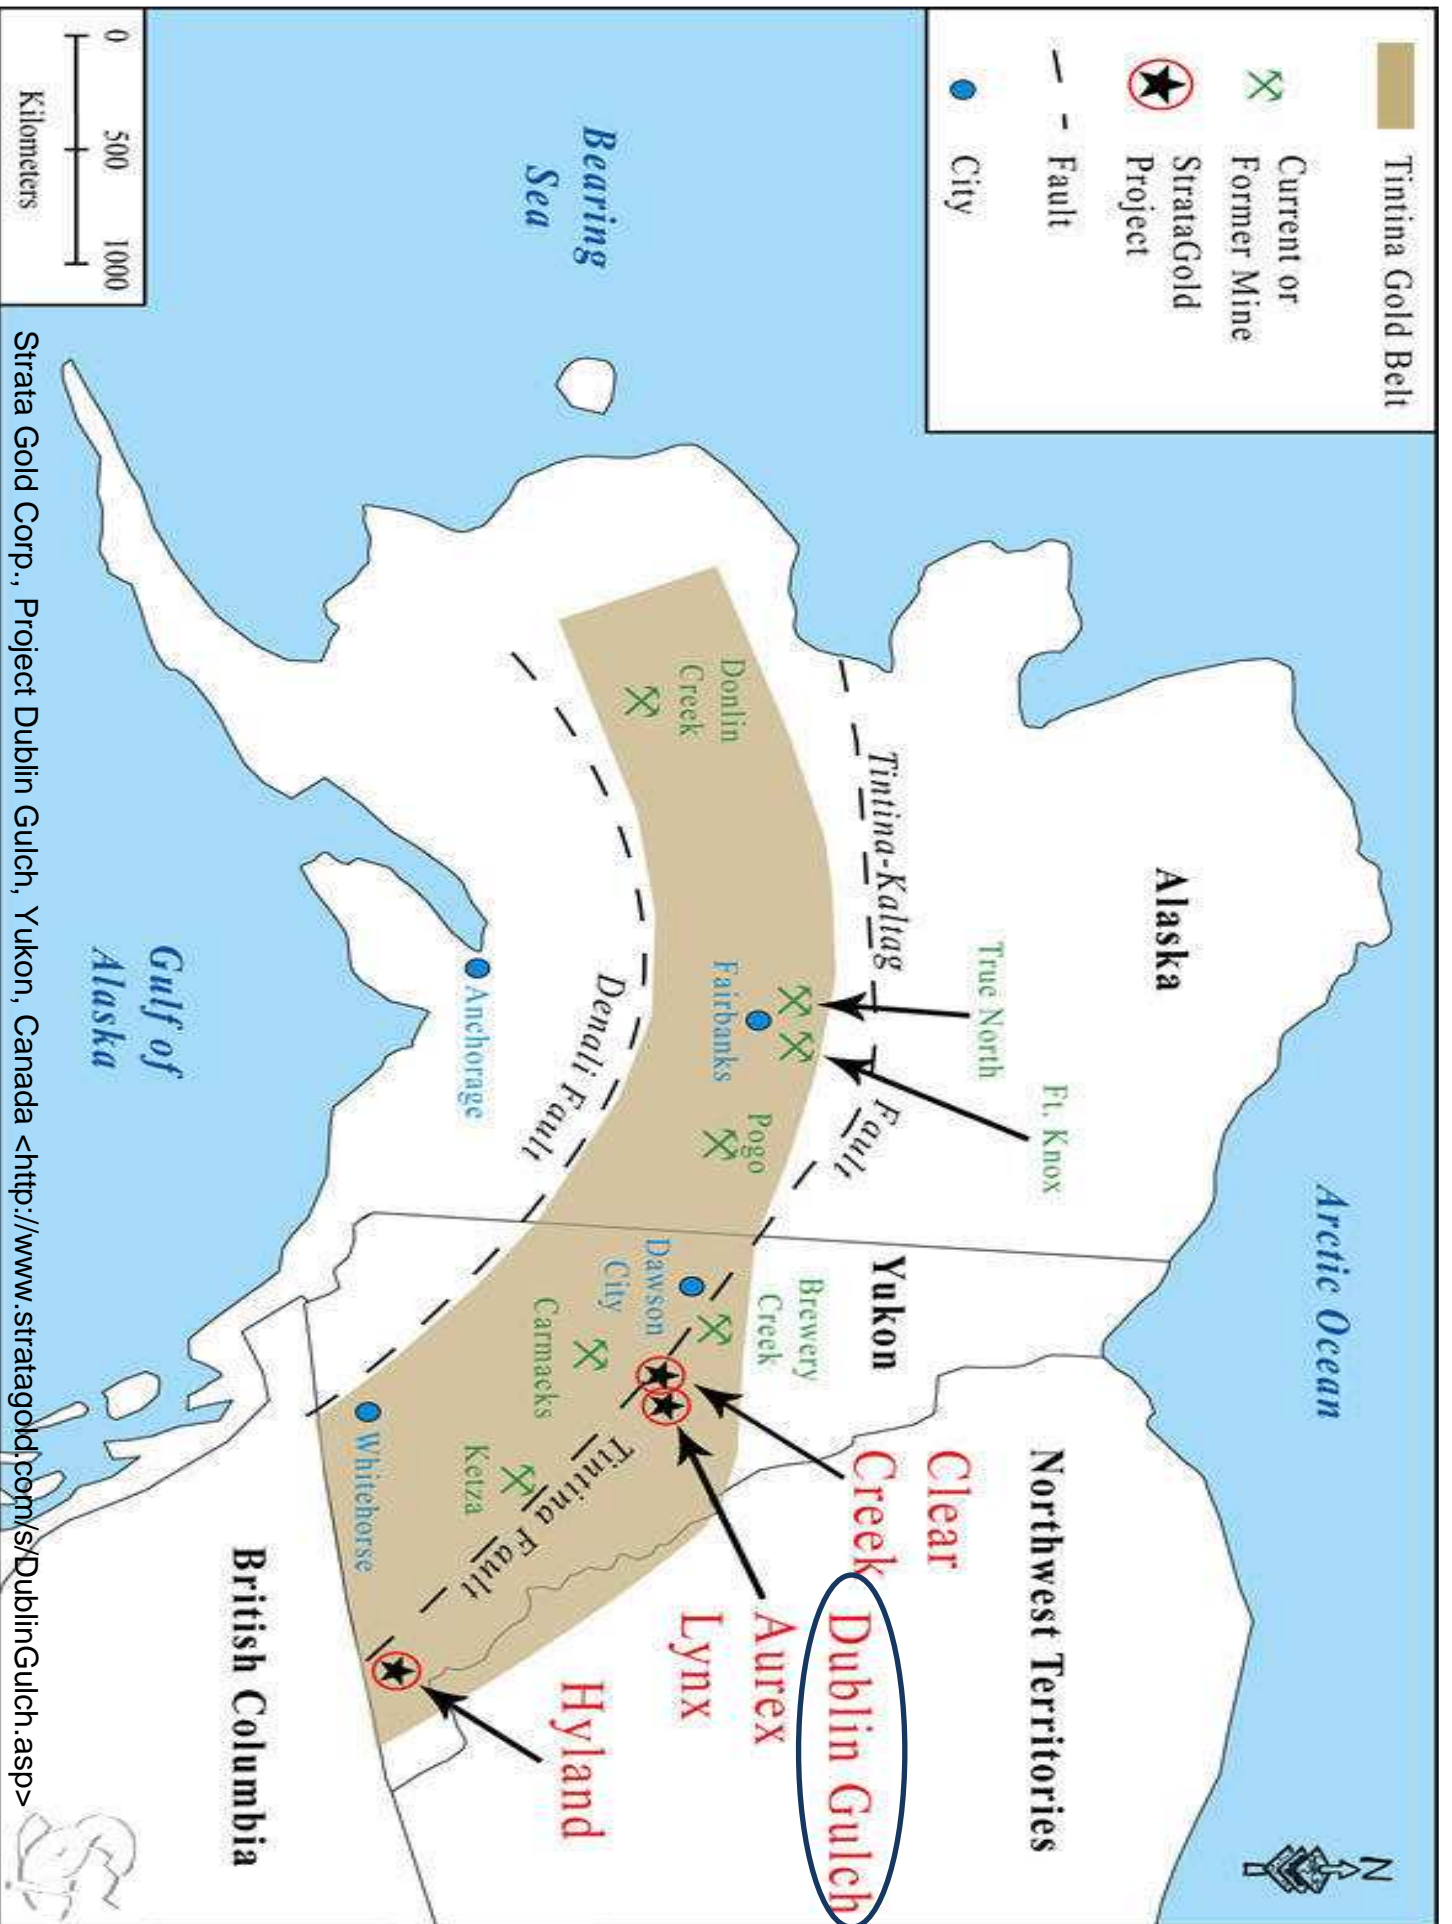 Tintina Gold Belt
Current or
Former Mine
StrataGold
Project
Fault
City
0 500 1000
Kilometers
N
Arctic Ocean
Bearing
Sea
Gulf of
Alaska
Alaska
Yukon
Northwest Territories
British Columbia
True North
Ft. Knox
Tintina-Kaltag
Fault
Donlin
Creek
Fairbanks
Pogo
Denali Fault
Anchorage
Brewery
Creek
Dawson
City
Carmacks
Ketza
Tintina Fault
Whitehorse
Clear
Creek
Dublin Gulch
Aurex
Lynx
Hyland
Strata Gold Corp., Project Dublin Gulch, Yukon, Canada <http://www.stratagold.com/s/DublinGulch.asp>